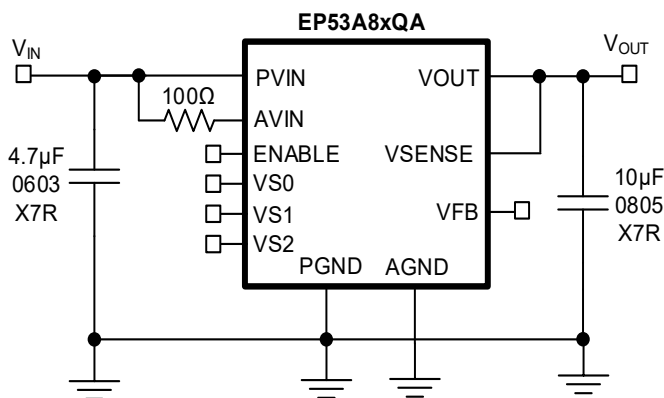 EP53A8xQA
VIN
VOUT
PVIN
VOUT
100Ω
AVIN
4.7µF
0603
X7R
ENABLE
VSENSE
VS0
10µF
0805
X7R
VS1
VFB
VS2
PGND
AGND